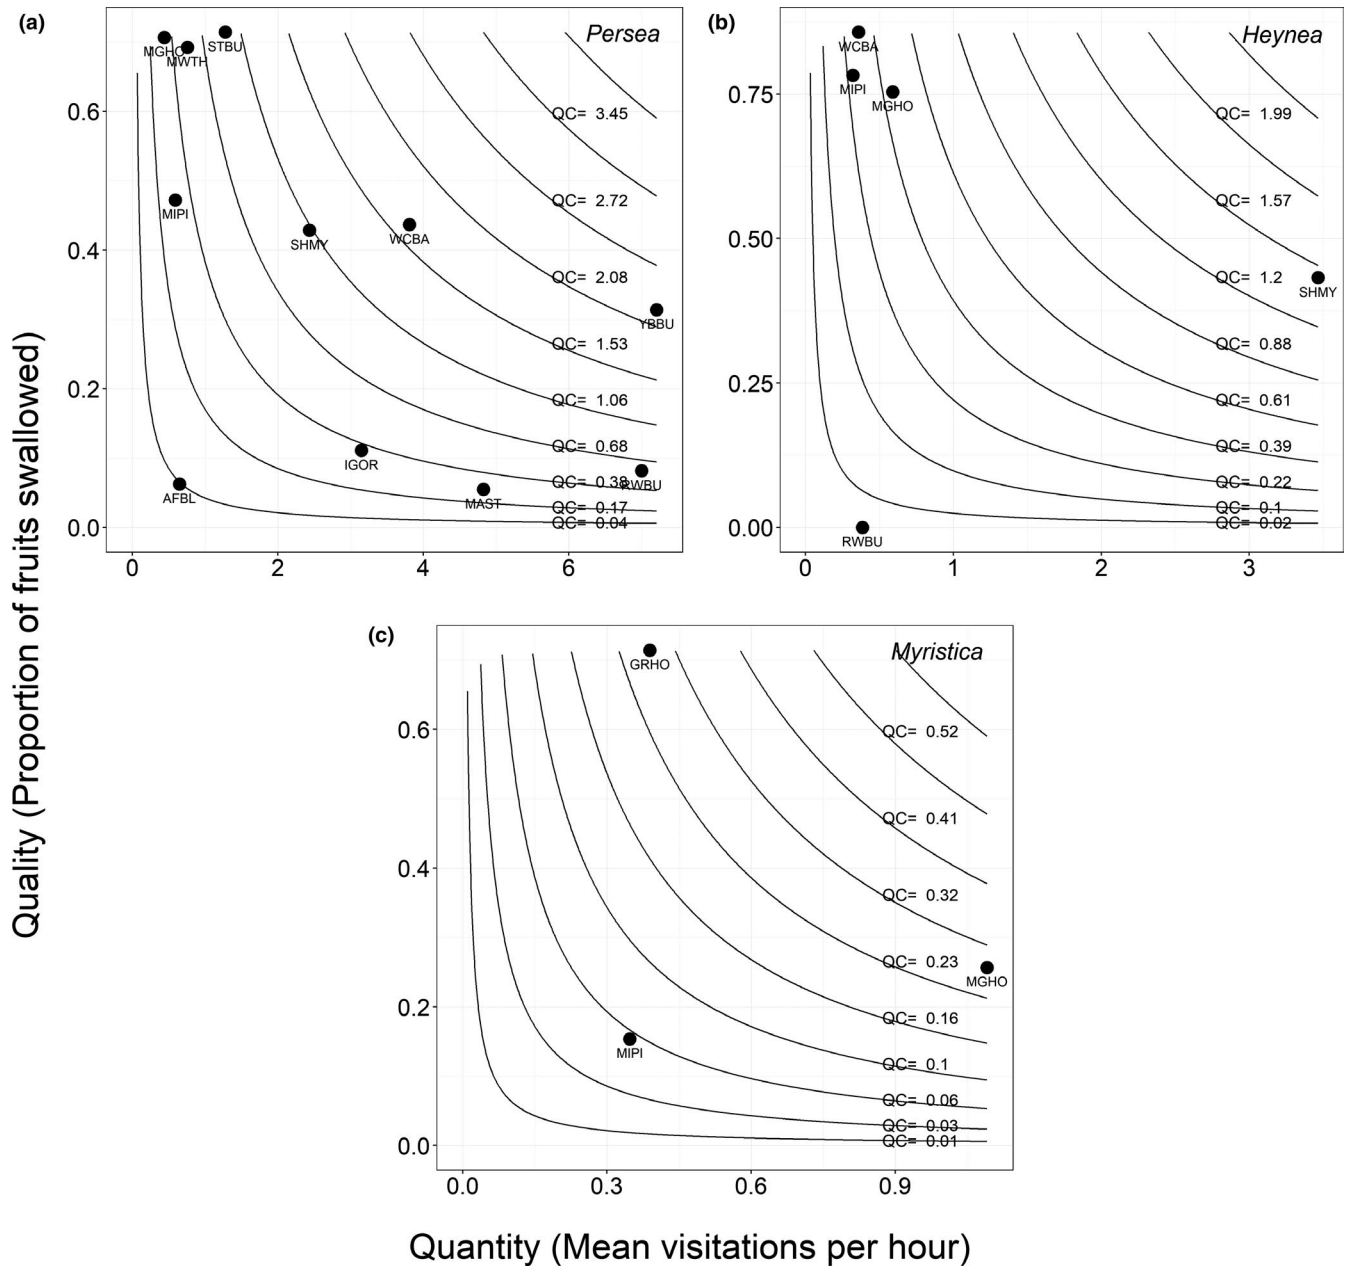 (a)
Persea
MGHO
MWTH
STBU
MIPI
SHMY
WCBA
YBBU
IGOR
AFBL
MAST
RWBU
QC= 3.45
QC= 2.72
QC= 2.08
QC= 1.53
QC= 1.06
QC= 0.68
QC= 0.38
QC= 0.17
QC= 0.04
0.6
0.4
0.2
0.0
0 2 4 6
(b)
Heynea
WCBA
MIPI
MGHO
SHMY
RWBU
QC= 1.99
QC= 1.57
QC= 1.2
QC= 0.88
QC= 0.61
QC= 0.39
QC= 0.22
QC= 0.1
QC= 0.02
0.75
0.50
0.25
0.00
0 1 2 3
(c)
Myristica
GRHO
MGHO
MIPI
QC= 0.52
QC= 0.41
QC= 0.32
QC= 0.23
QC= 0.16
QC= 0.1
QC= 0.06
QC= 0.03
QC= 0.01
0.6
0.4
0.2
0.0
0.0 0.3 0.6 0.9
Quality (Proportion of fruits swallowed)
Quantity (Mean visitations per hour)